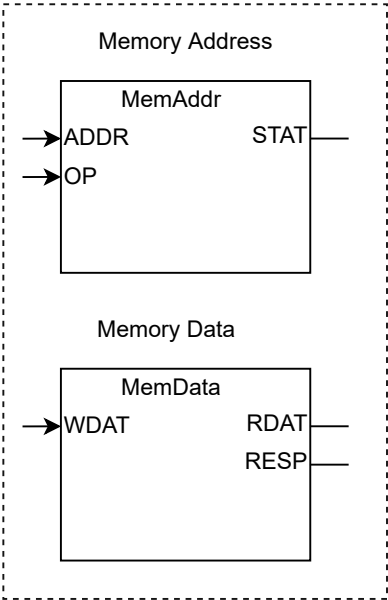 Memory Address
MemAddr
ADDR STAT
OP
Memory Data
MemData
WDAT RDAT
RESP